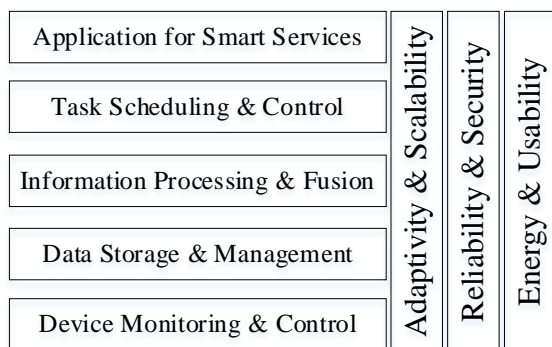 Application for Smart Services
Task Scheduling & Control
Information Processing & Fusion
Data Storage & Management
Device Monitoring & Control
Adaptivity & Scalability
Reliability & Security
Energy & Usability